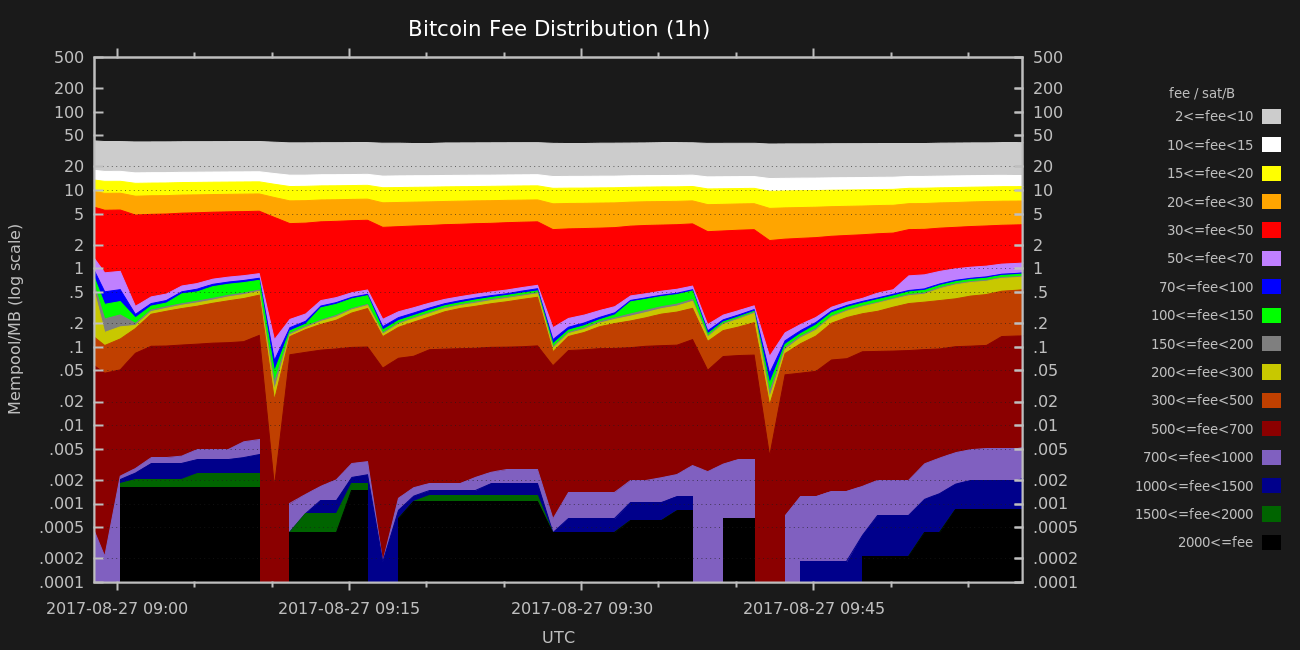 Bitcoin Fee Distribution (1h)
500
200
100
50
20
10
5
2
1
.5
.2
.1
.05
.02
.01
.005
.002
.001
.0005
.0002
.0001
Mempool/MB (log scale)
500
200
100
50
20
10
5
2
1
.5
.2
.1
.05
.02
.01
.005
.002
.001
.0005
.0002
.0001
2017-08-27 09:00
2017-08-27 09:15
2017-08-27 09:30
2017-08-27 09:45
UTC
fee / sat/B
2<=fee<10
10<=fee<15
15<=fee<20
20<=fee<30
30<=fee<50
50<=fee<70
70<=fee<100
100<=fee<150
150<=fee<200
200<=fee<300
300<=fee<500
500<=fee<700
700<=fee<1000
1000<=fee<1500
1500<=fee<2000
2000<=fee